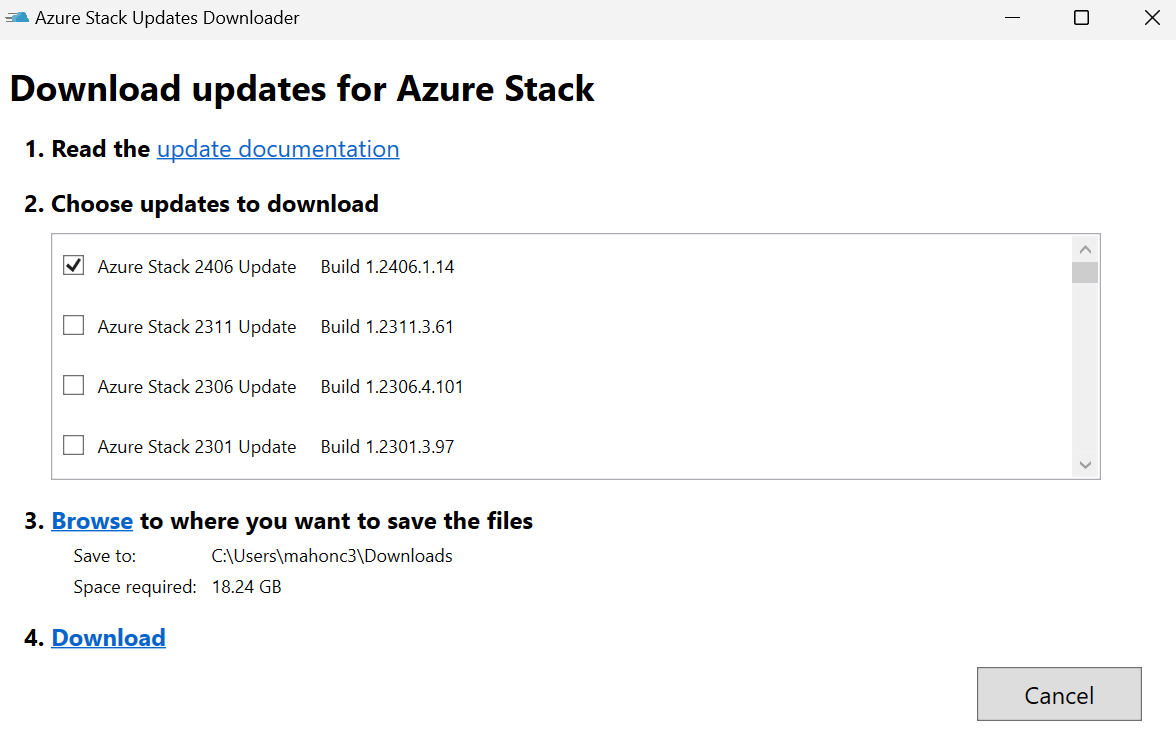 Azure Stack Updates Downloader
Download updates for Azure Stack
1. Read the update documentation
2. Choose updates to download
Azure Stack 2406 Update Build 1.2406.1.14
Azure Stack 2311 Update Build 1.2311.3.61
Azure Stack 2306 Update Build 1.2306.4.101
Azure Stack 2301 Update Build 1.2301.3.97
3. Browse to where you want to save the files
Save to: C:\Users\mahonc3\Downloads
Space required: 18.24 GB
4. Download
Cancel